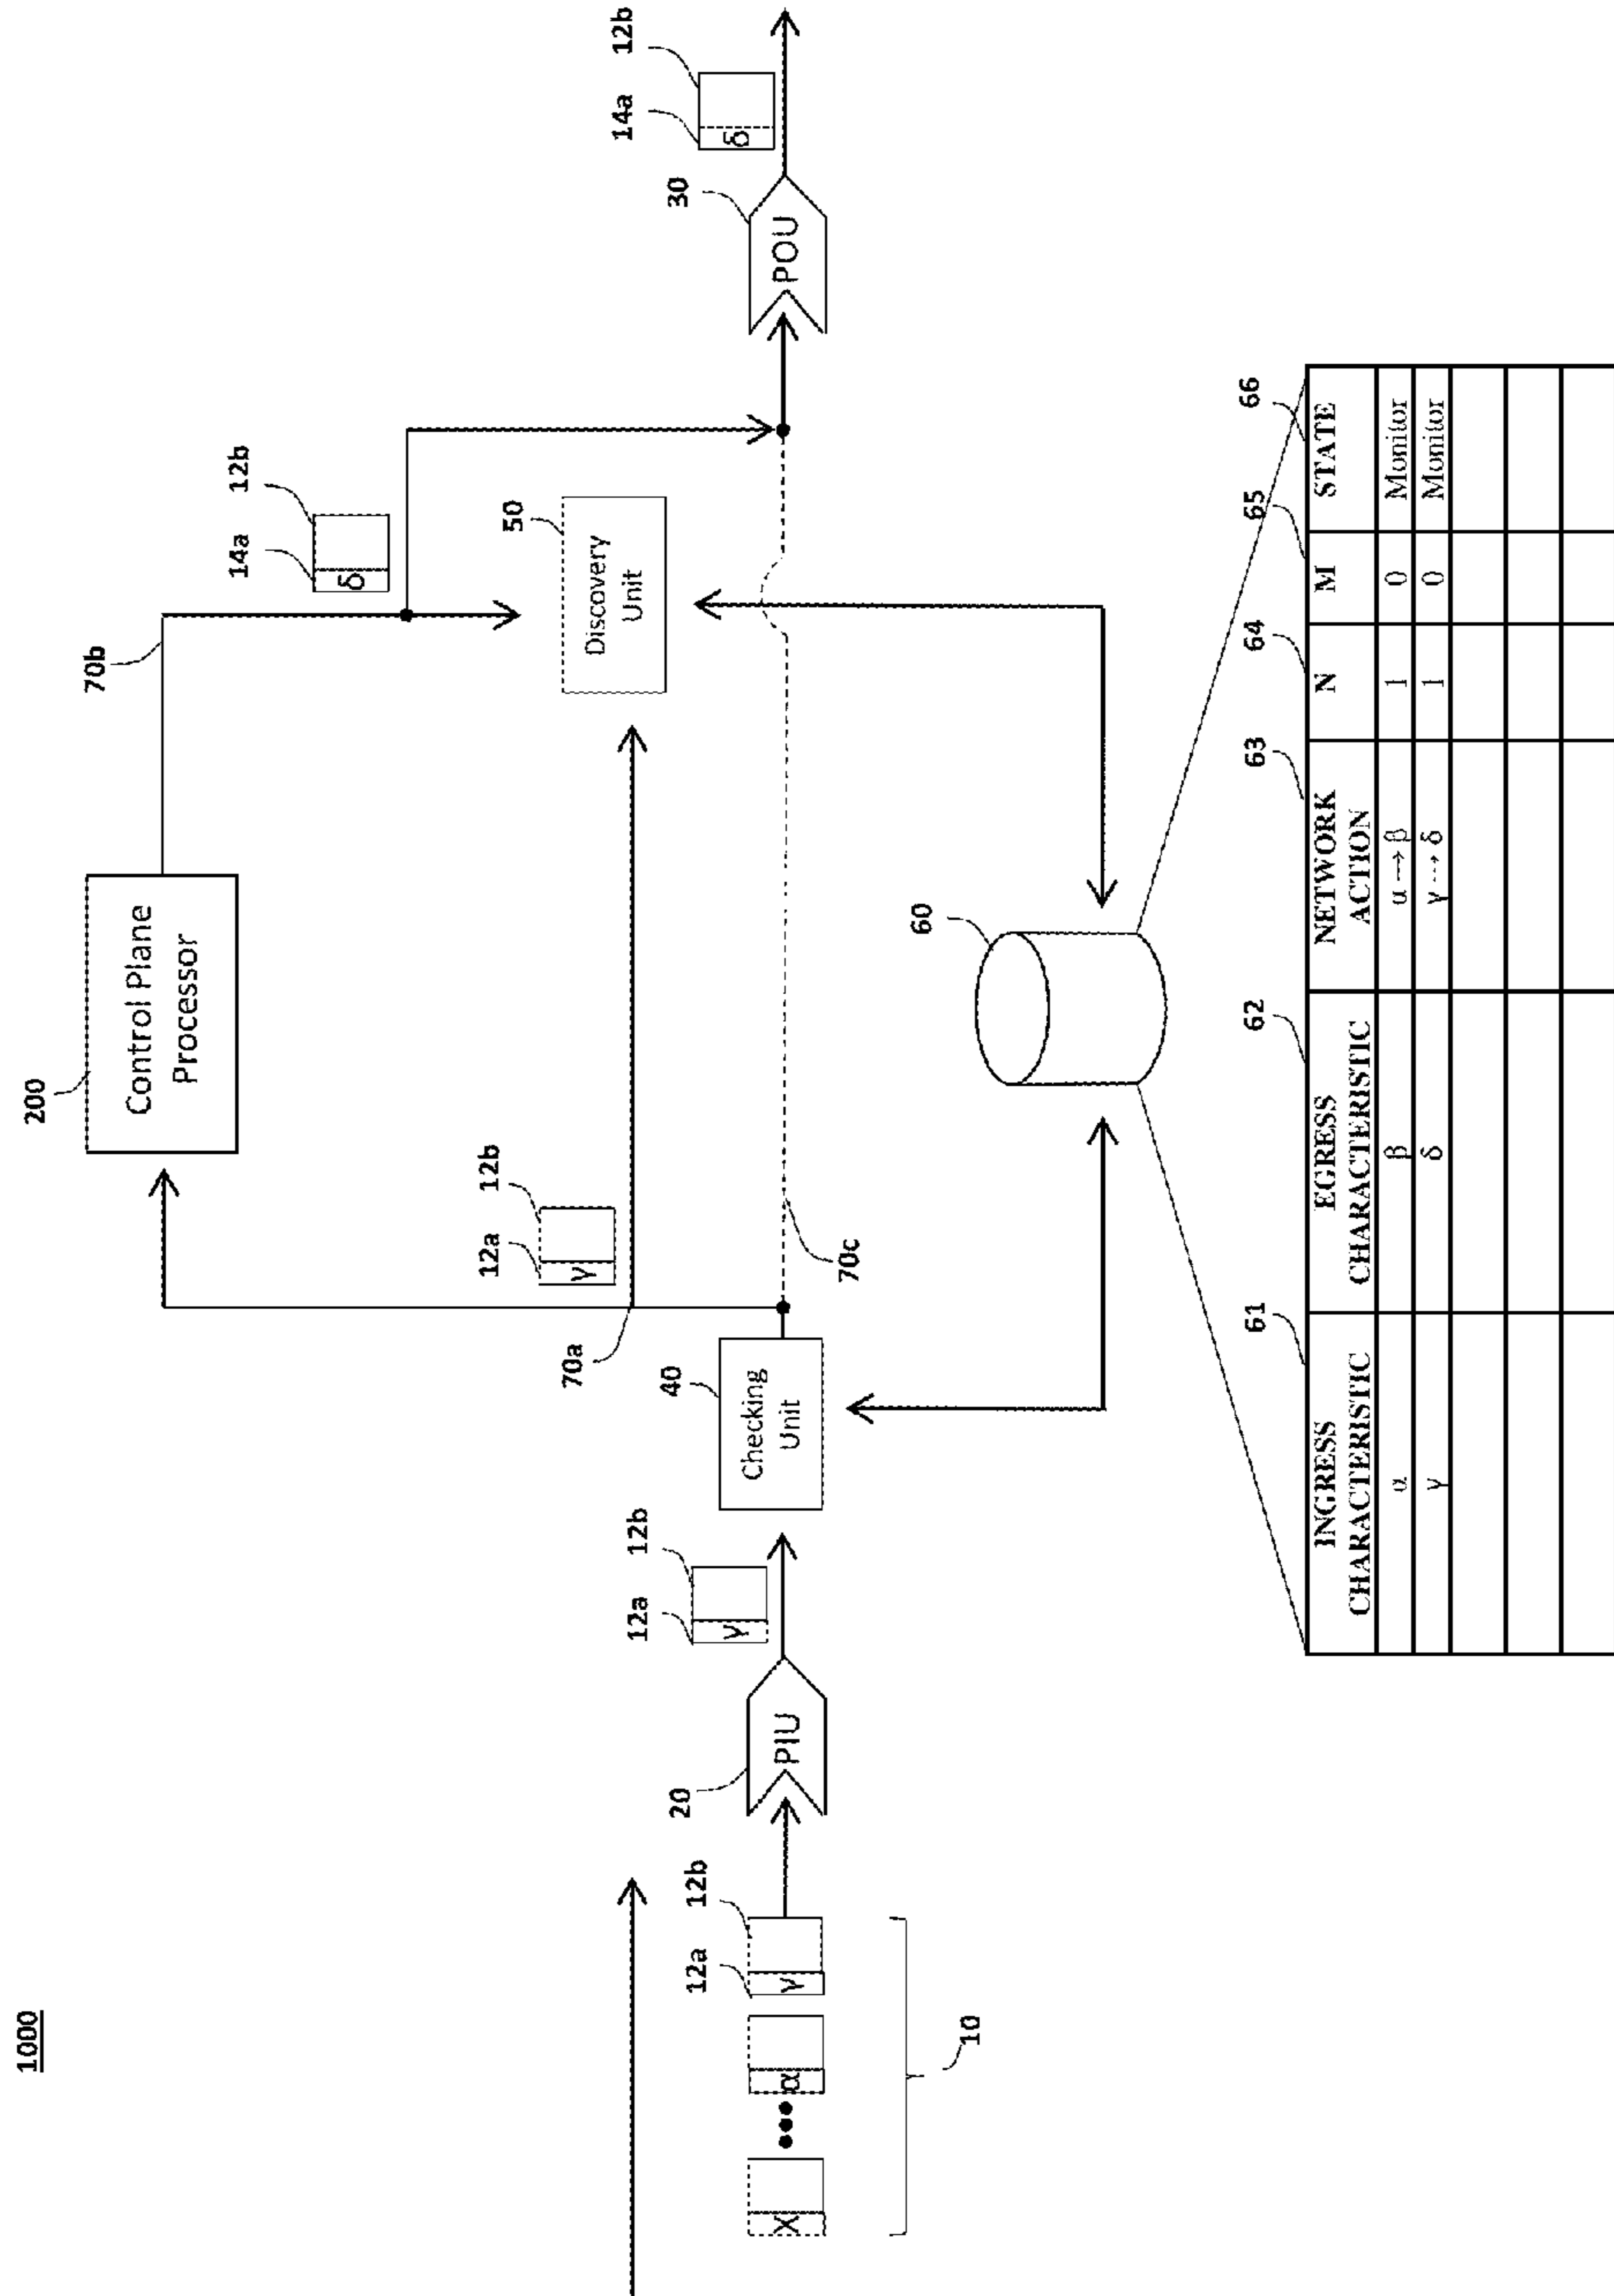 1000
200
Control Plane
Processor
70b
14a
12b
δ
12a
12b
γ
50
Discovery
Unit
70a
14a
12b
δ
12a
12b
γ
20
PIU
12a
12b
γ
40
Checking
Unit
70c
30
POU
X
α
10
60
61
62
63
64
65
66
INGRESS
CHARACTERISTIC
EGRESS
CHARACTERISTIC
NETWORK
ACTION
N
M
STATE
α
β
α → β
1
0
Monitor
γ
δ
γ → δ
1
0
Monitor